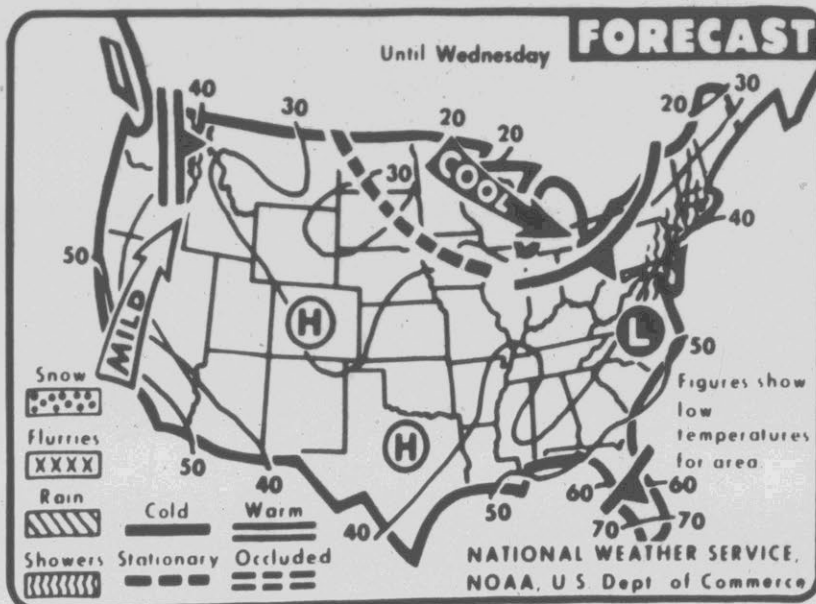 FORECAST
Until Wednesday
40
30
20
20
20
30
COOL
30
40
50
MILD
H
L
50
H
Figures show
low
temperatures
for area
Snow
Flurries
XXXX
Rain
Showers
50
40
Cold
Warm
Stationary
Occluded
40
50
60
60
70
70
NATIONAL WEATHER SERVICE,
NOAA, U.S. Dept of Commerce